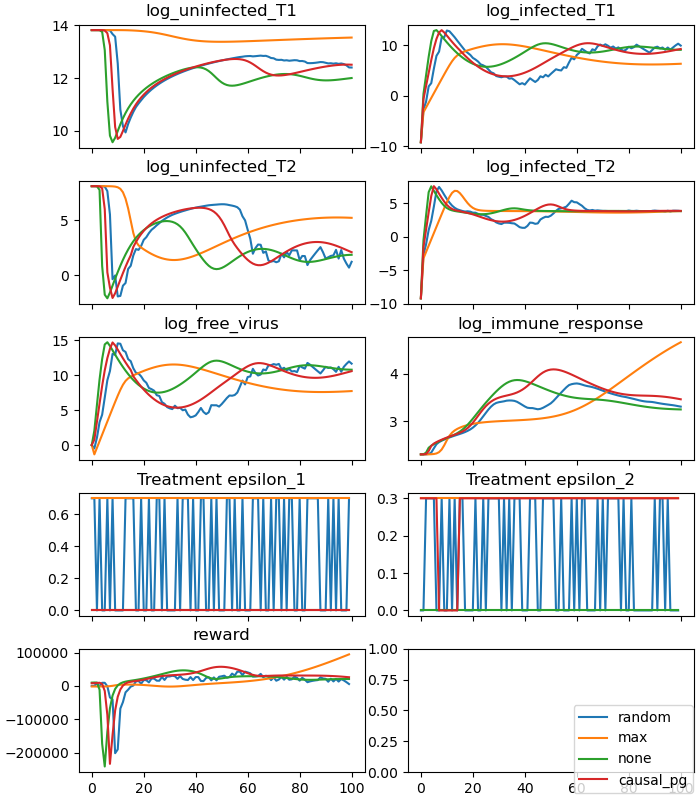 log_uninfected_T1
log_infected_T1
14
12
10
10
0
−10
log_uninfected_T2
log_infected_T2
5
0
5
0
−5
−10
log_free_virus
log_immune_response
15
10
5
0
4
3
Treatment epsilon_1
Treatment epsilon_2
0.6
0.4
0.2
0.0
0.3
0.2
0.1
0.0
reward
100000
0
−100000
−200000
0 20 40 60 80 100
1.00
0.75
0.50
0.25
0.00
random
max
none
causal_pg
0 20 40 60 80 100